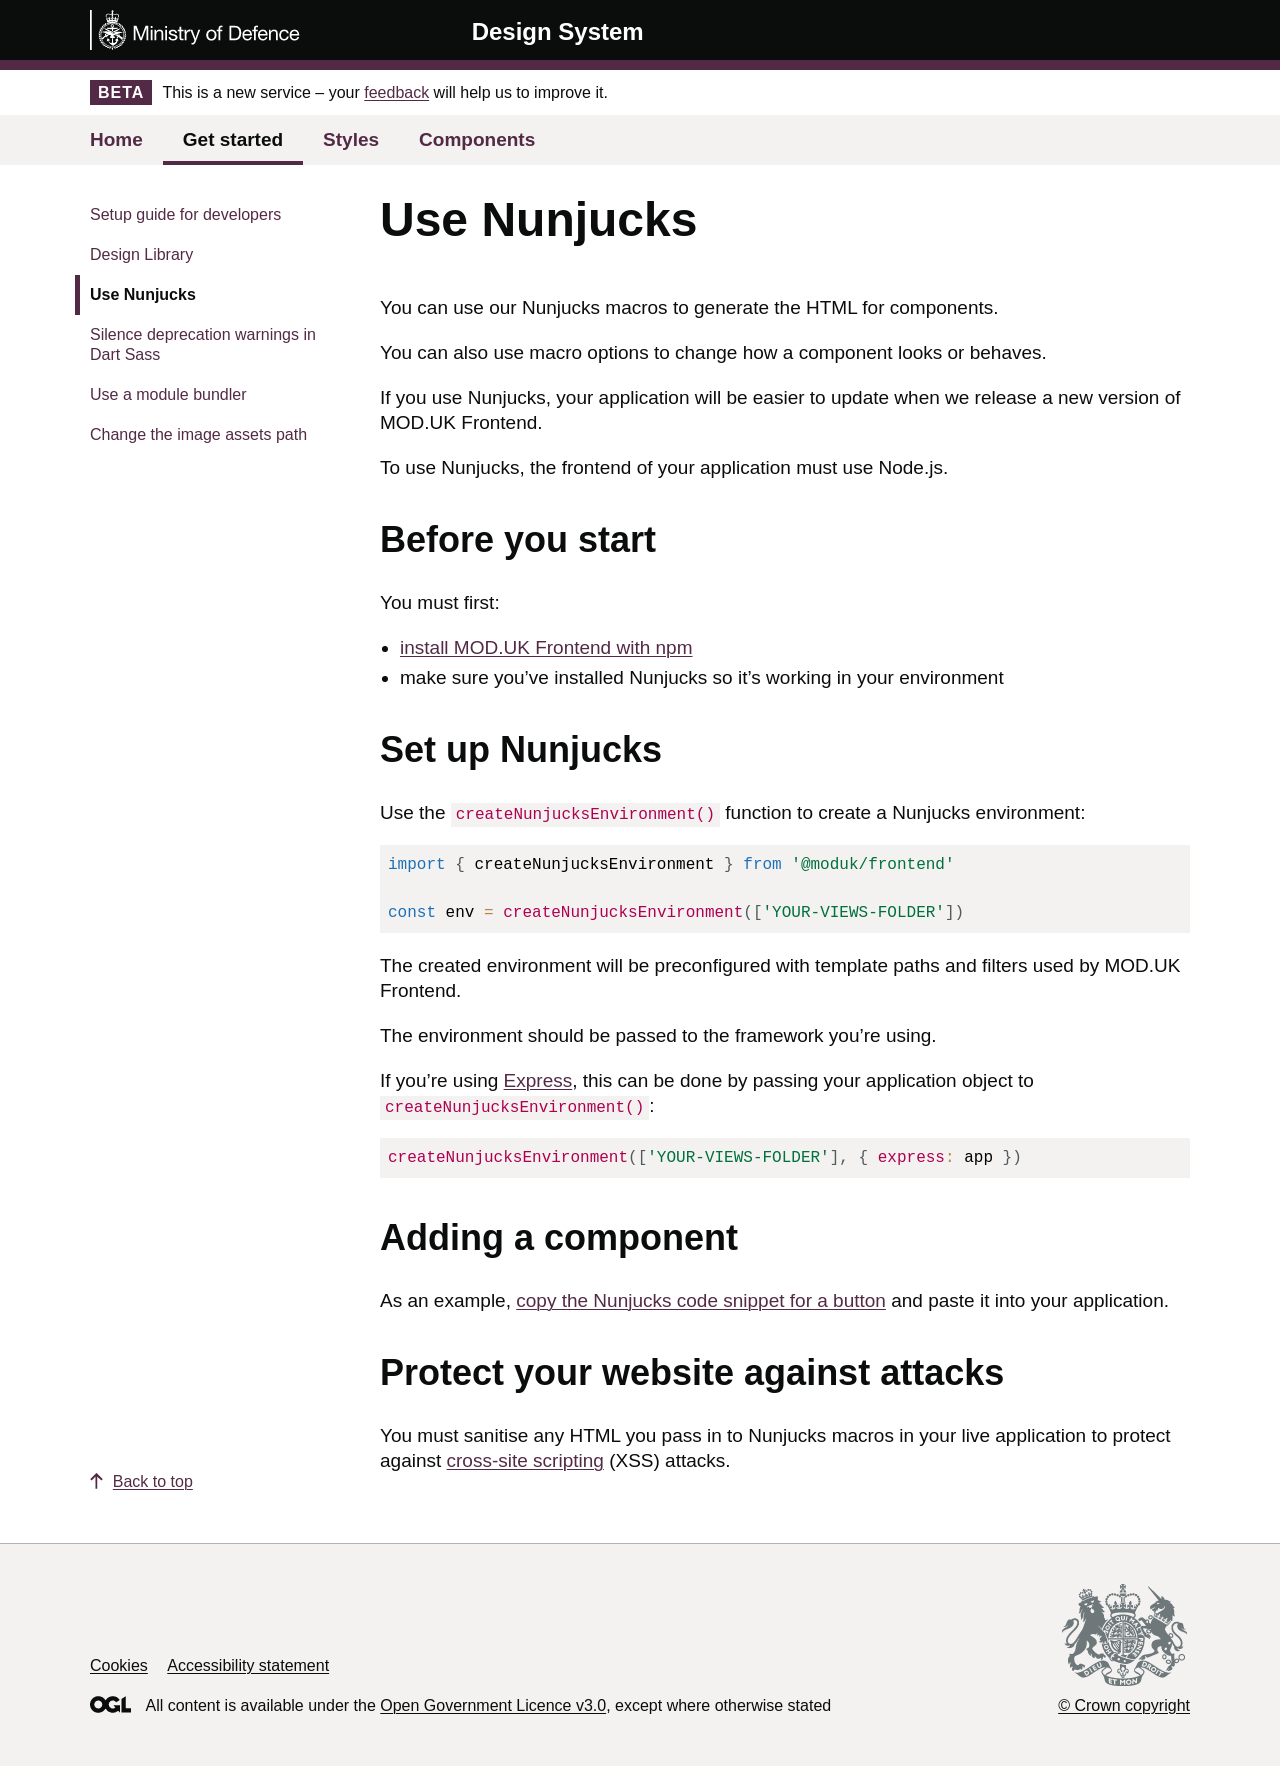 Ministry of Defence
Design System
BETA This is a new service – your feedback will help us to improve it.
Home Get started Styles Components
Setup guide for developers
Design Library
Use Nunjucks
Silence deprecation warnings in
Dart Sass
Use a module bundler
Change the image assets path
Use Nunjucks
You can use our Nunjucks macros to generate the HTML for components.
You can also use macro options to change how a component looks or behaves.
If you use Nunjucks, your application will be easier to update when we release a new version of
MOD.UK Frontend.
To use Nunjucks, the frontend of your application must use Node.js.
Before you start
You must first:
• install MOD.UK Frontend with npm
• make sure you’ve installed Nunjucks so it’s working in your environment
Set up Nunjucks
Use the createNunjucksEnvironment() function to create a Nunjucks environment:
import { createNunjucksEnvironment } from '@moduk/frontend'
const env = createNunjucksEnvironment(['YOUR-VIEWS-FOLDER'])
The created environment will be preconfigured with template paths and filters used by MOD.UK
Frontend.
The environment should be passed to the framework you’re using.
If you’re using Express, this can be done by passing your application object to
createNunjucksEnvironment() :
createNunjucksEnvironment(['YOUR-VIEWS-FOLDER'], { express: app })
Adding a component
As an example, copy the Nunjucks code snippet for a button and paste it into your application.
Protect your website against attacks
You must sanitise any HTML you pass in to Nunjucks macros in your live application to protect
against cross-site scripting (XSS) attacks.
Back to top
Cookies Accessibility statement
OGL All content is available under the Open Government Licence v3.0, except where otherwise stated
© Crown copyright